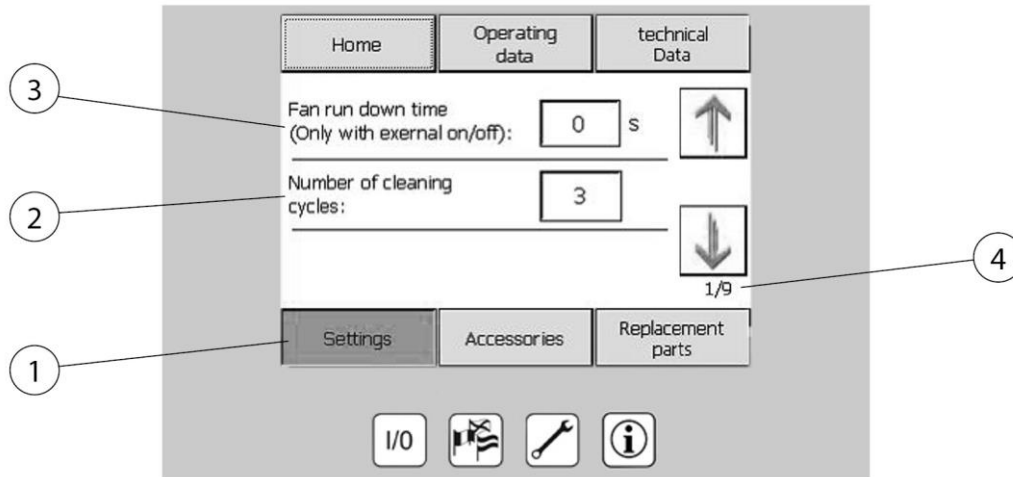 Home
Operating
data
technical
Data
3
Fan run down time
(Only with exernal on/off):
0
s
2
Number of cleaning
cycles:
3
4
1/9
1
Settings
Accessories
Replacement
parts
I/0
i